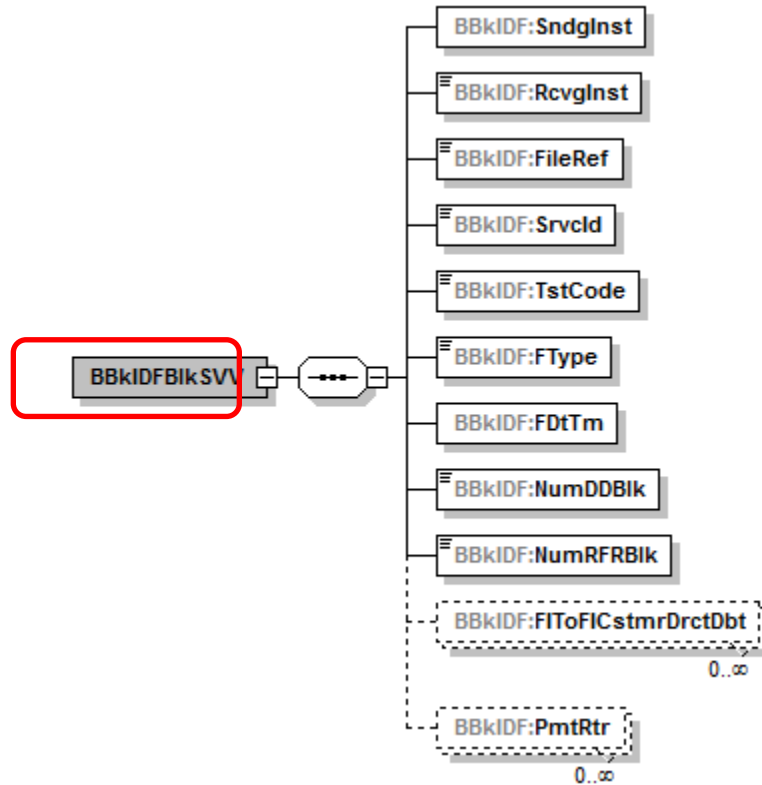 BBkIDF:SndgInst
BBkIDF:RcvgInst
BBkIDF:FileRef
BBkIDF:SrvcId
BBkIDF:TstCode
BBkIDFBlkSVV
BBkIDF:FType
BBkIDF:FDtTm
BBkIDF:NumDDBlk
BBkIDF:NumRFRBlk
BBkIDF:FIToFICstmrDrctDbt
0..∞
BBkIDF:PmtRtr
0..∞